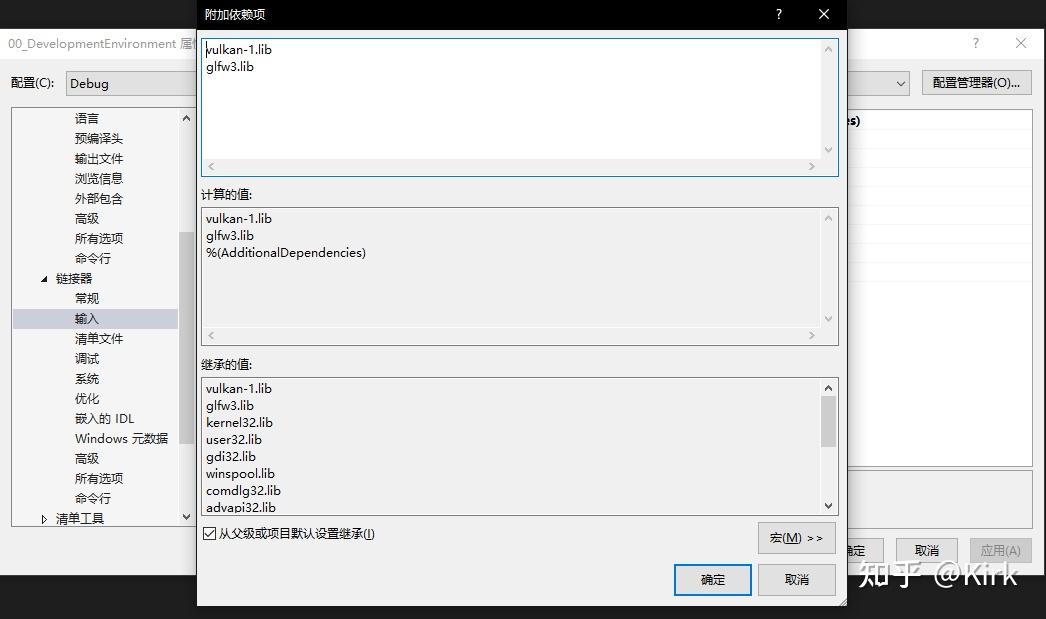 附加依赖项
00_DevelopmentEnvironment 属
配置(C):
Debug
配置管理器(O)...
vulkan-1.lib
glfw3.lib
计算的值:
vulkan-1.lib
glfw3.lib
%(AdditionalDependencies)
继承的值:
vulkan-1.lib
glfw3.lib
kernel32.lib
user32.lib
gdi32.lib
winspool.lib
comdlg32.lib
advapi32.lib
从父级或项目默认设置继承(I)
宏(M) >>
确定
取消
语言
预编译头
输出文件
浏览信息
外部包含
高级
所有选项
命令行
链接器
常规
输入
清单文件
调试
系统
优化
嵌入的 IDL
Windows 元数据
高级
所有选项
命令行
清单工具
es)
确定
取消
应用(A)
知乎 @Kirk